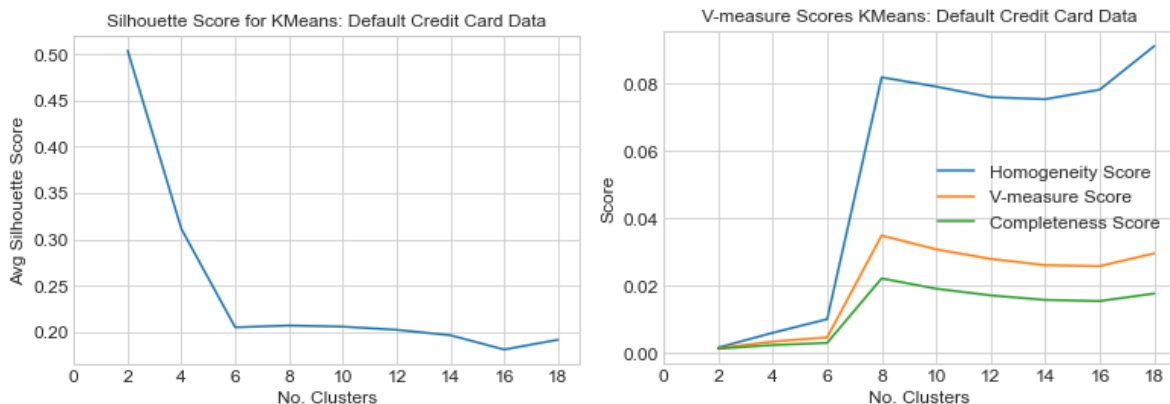 Silhouette Score for KMeans: Default Credit Card Data
Avg Silhouette Score
0.50
0.45
0.40
0.35
0.30
0.25
0.20
0 2 4 6 8 10 12 14 16 18
No. Clusters
V-measure Scores KMeans: Default Credit Card Data
Score
0.08
0.06
0.04
0.02
0.00
Homogeneity Score
V-measure Score
Completeness Score
0 2 4 6 8 10 12 14 16 18
No. Clusters